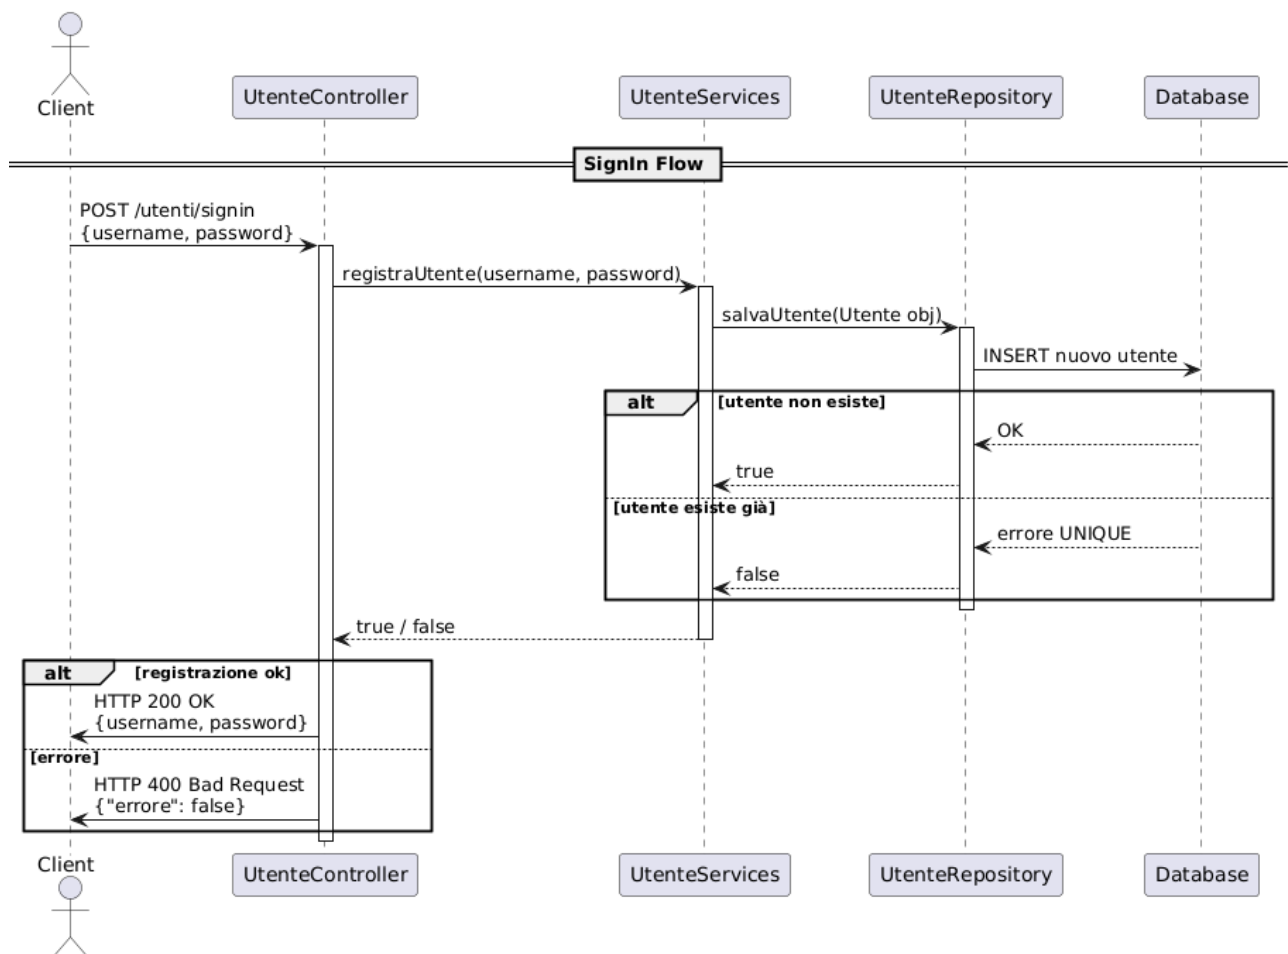 Client
UtenteController
UtenteServices
UtenteRepository
Database
SignIn Flow
POST /utenti/signin
{username, password}
registraUtente(username, password)
salvaUtente(Utente obj)
INSERT nuovo utente
alt
[utente non esiste]
OK
true
[utente esiste già]
errore UNIQUE
false
true / false
alt
[registrazione ok]
HTTP 200 OK
{username, password}
[errore]
HTTP 400 Bad Request
{"errore": false}
Client
UtenteController
UtenteServices
UtenteRepository
Database